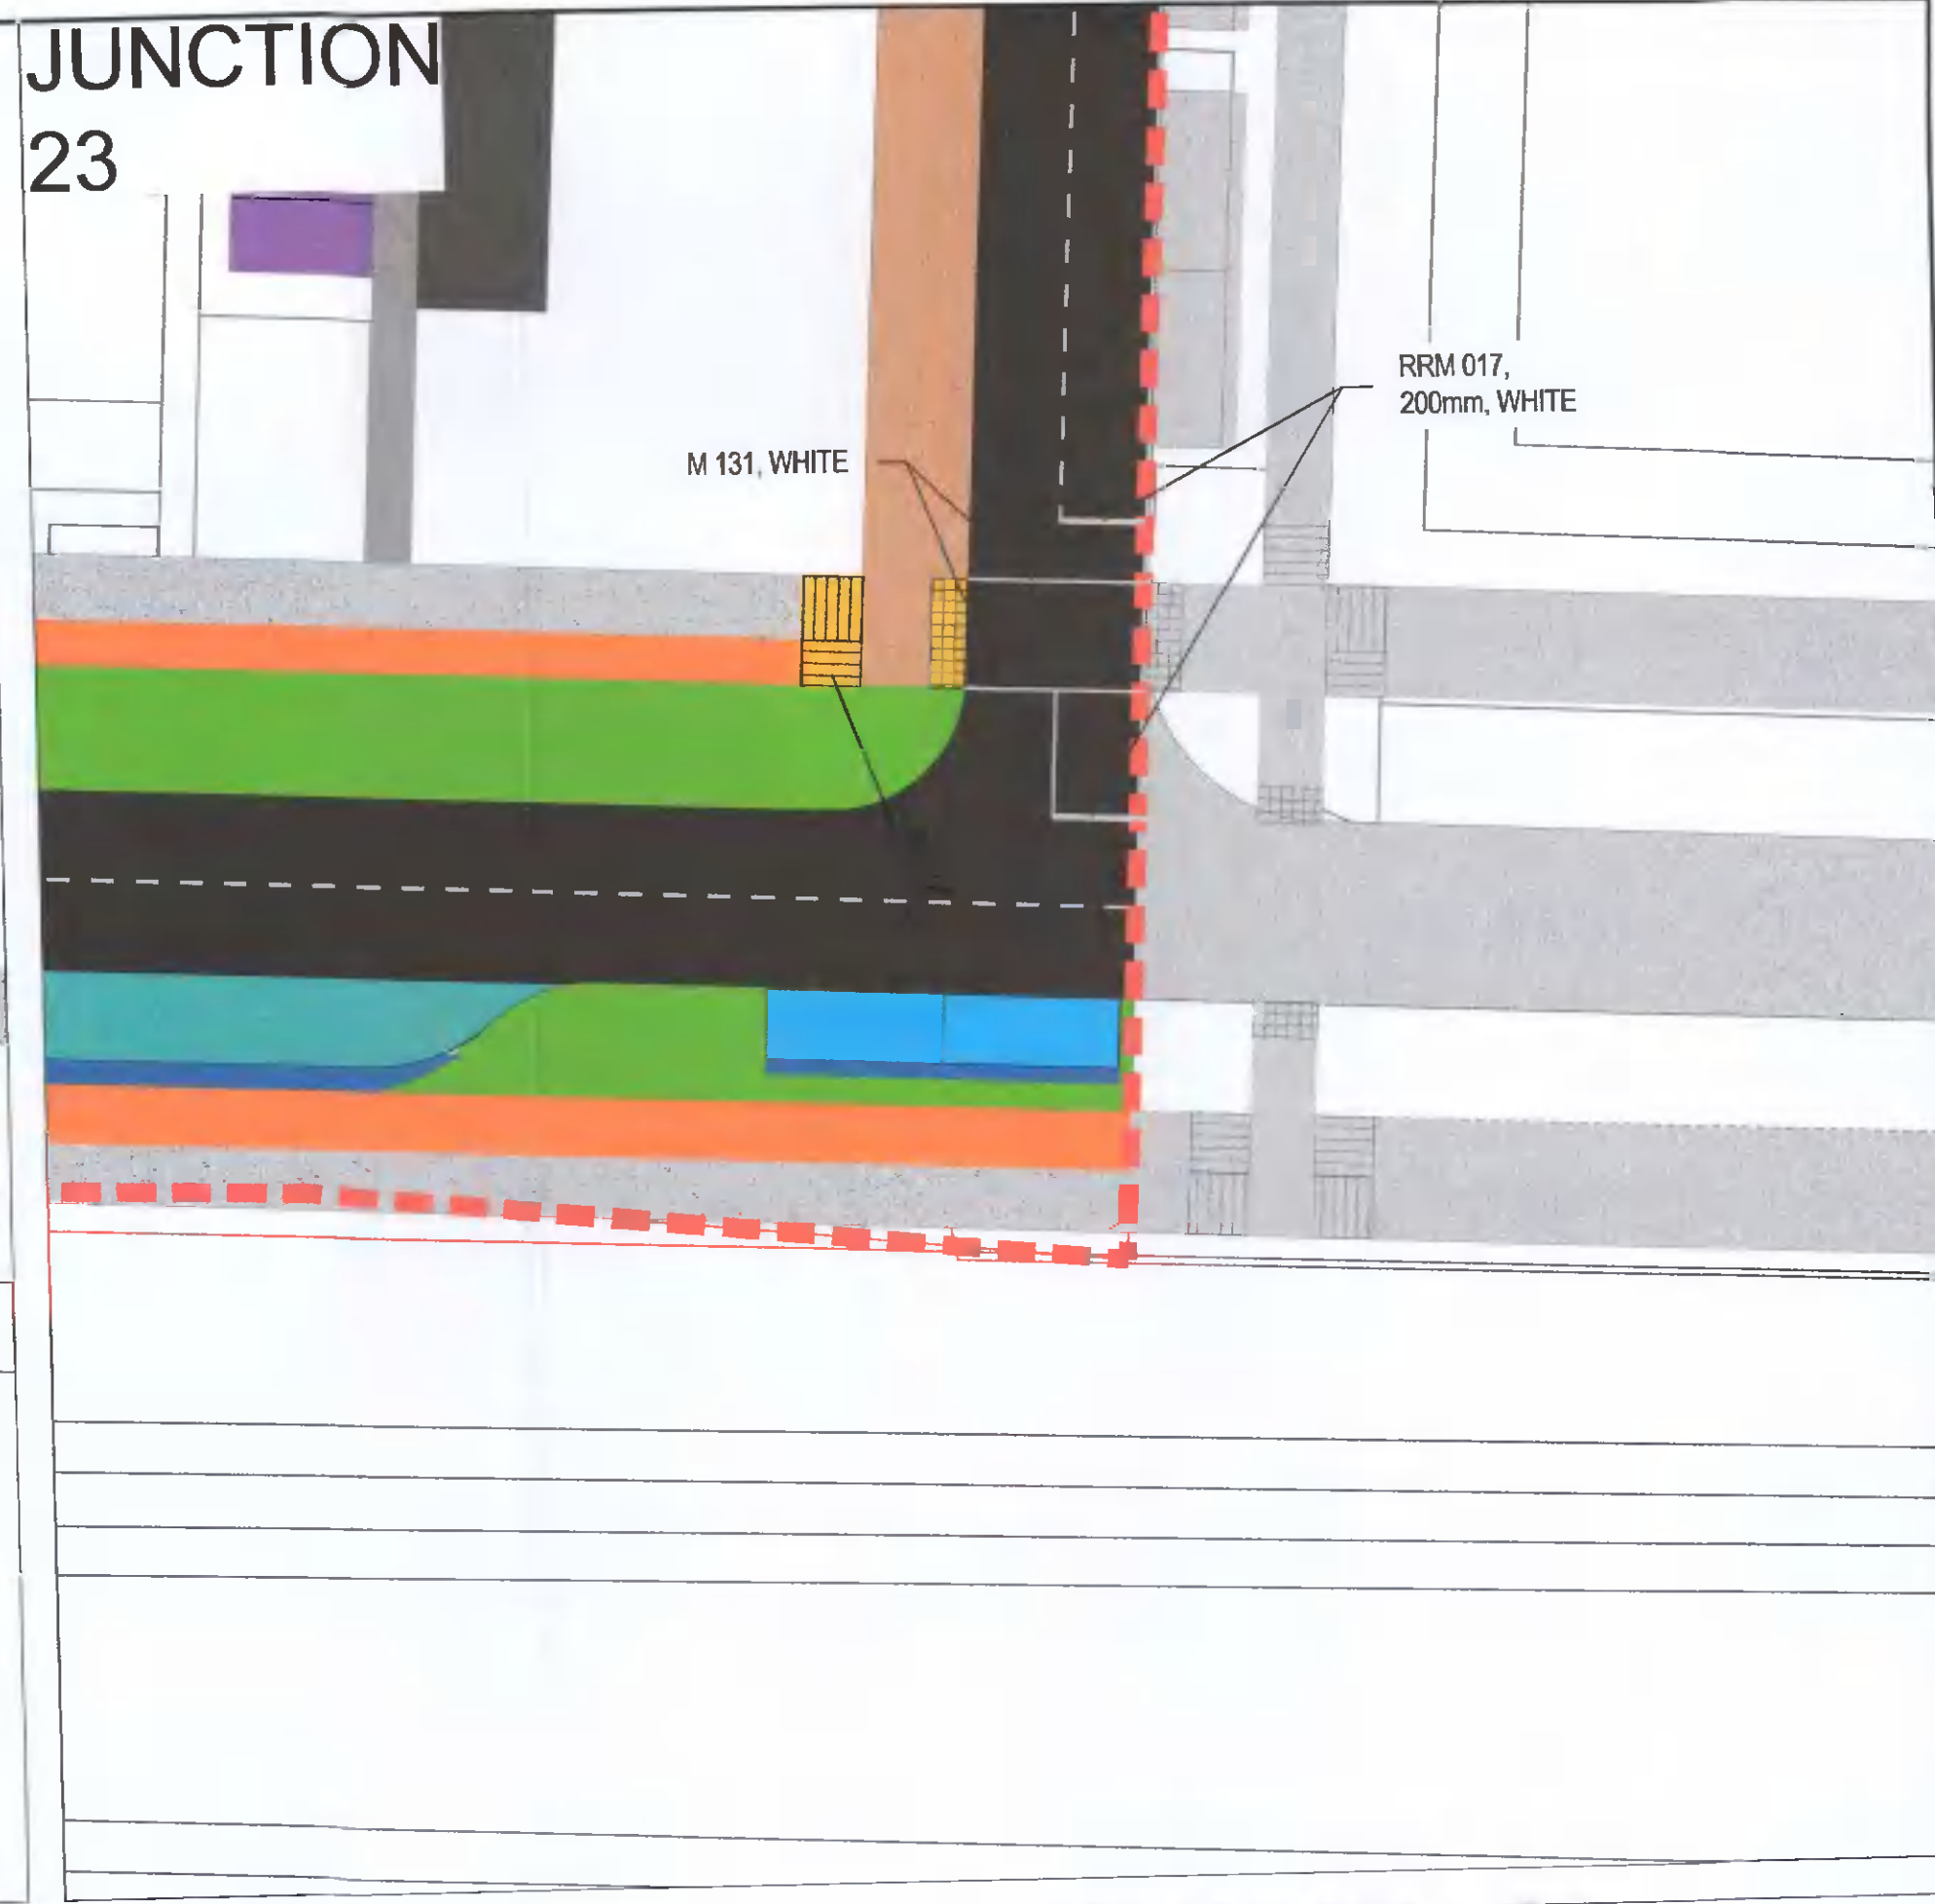 JUNCTION
23
RRM 017,
200mm, WHITE
M 131, WHITE